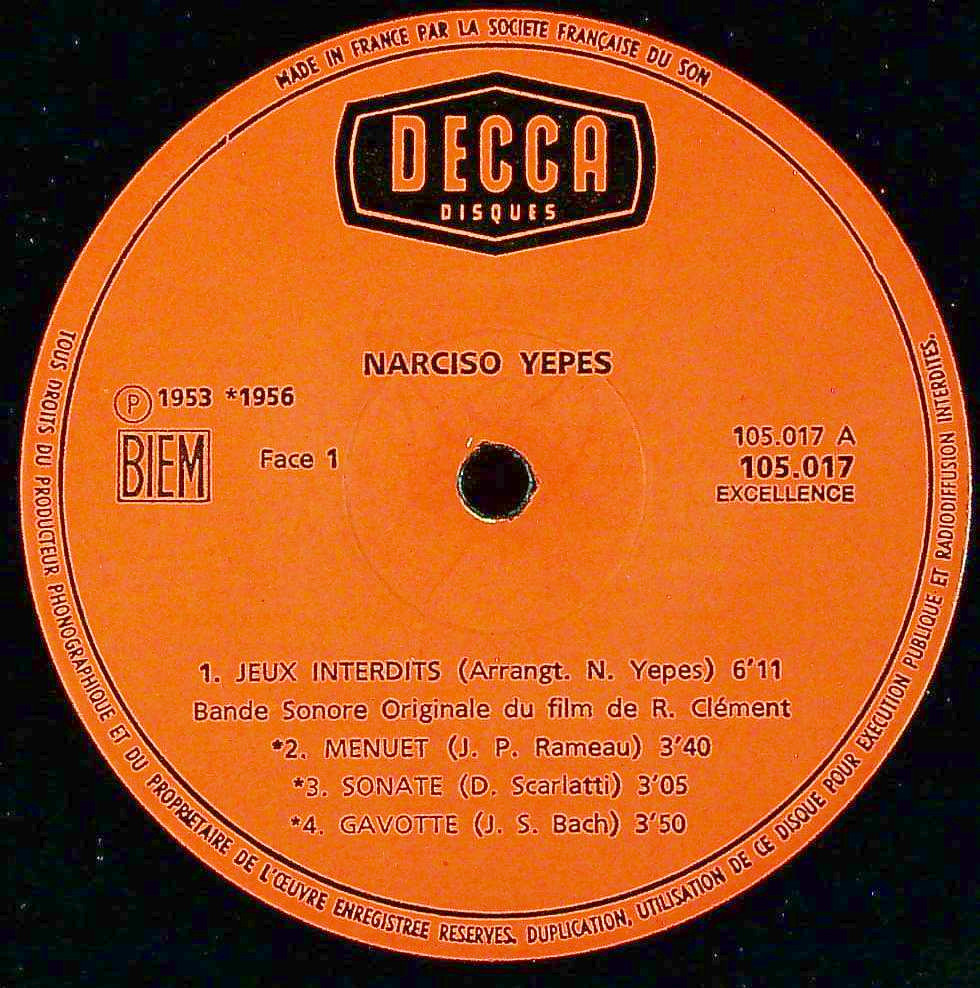 MADE IN FRANCE PAR LA SOCIETE FRANÇAISE DU SON
DECCA
DISQUES
NARCISO YEPES
Ⓟ 1953 *1956
BIEM
Face 1
105.017 A
105.017
EXCELLENCE
1. JEUX INTERDITS (Arrangt. N. Yepes) 6'11
Bande Sonore Originale du film de R. Clément
*2. MENUET (J. P. Rameau) 3'40
*3. SONATE (D. Scarlatti) 3'05
*4. GAVOTTE (J. S. Bach) 3'50
TOUS DROITS DU PRODUCTEUR PHONOGRAPHIQUE ET DU PROPRIETAIRE DE L'ŒUVRE ENREGISTREE RESERVES. DUPLICATION, UTILISATION DE CE DISQUE POUR EXECUTION PUBLIQUE ET RADIODIFFUSION INTERDITES.